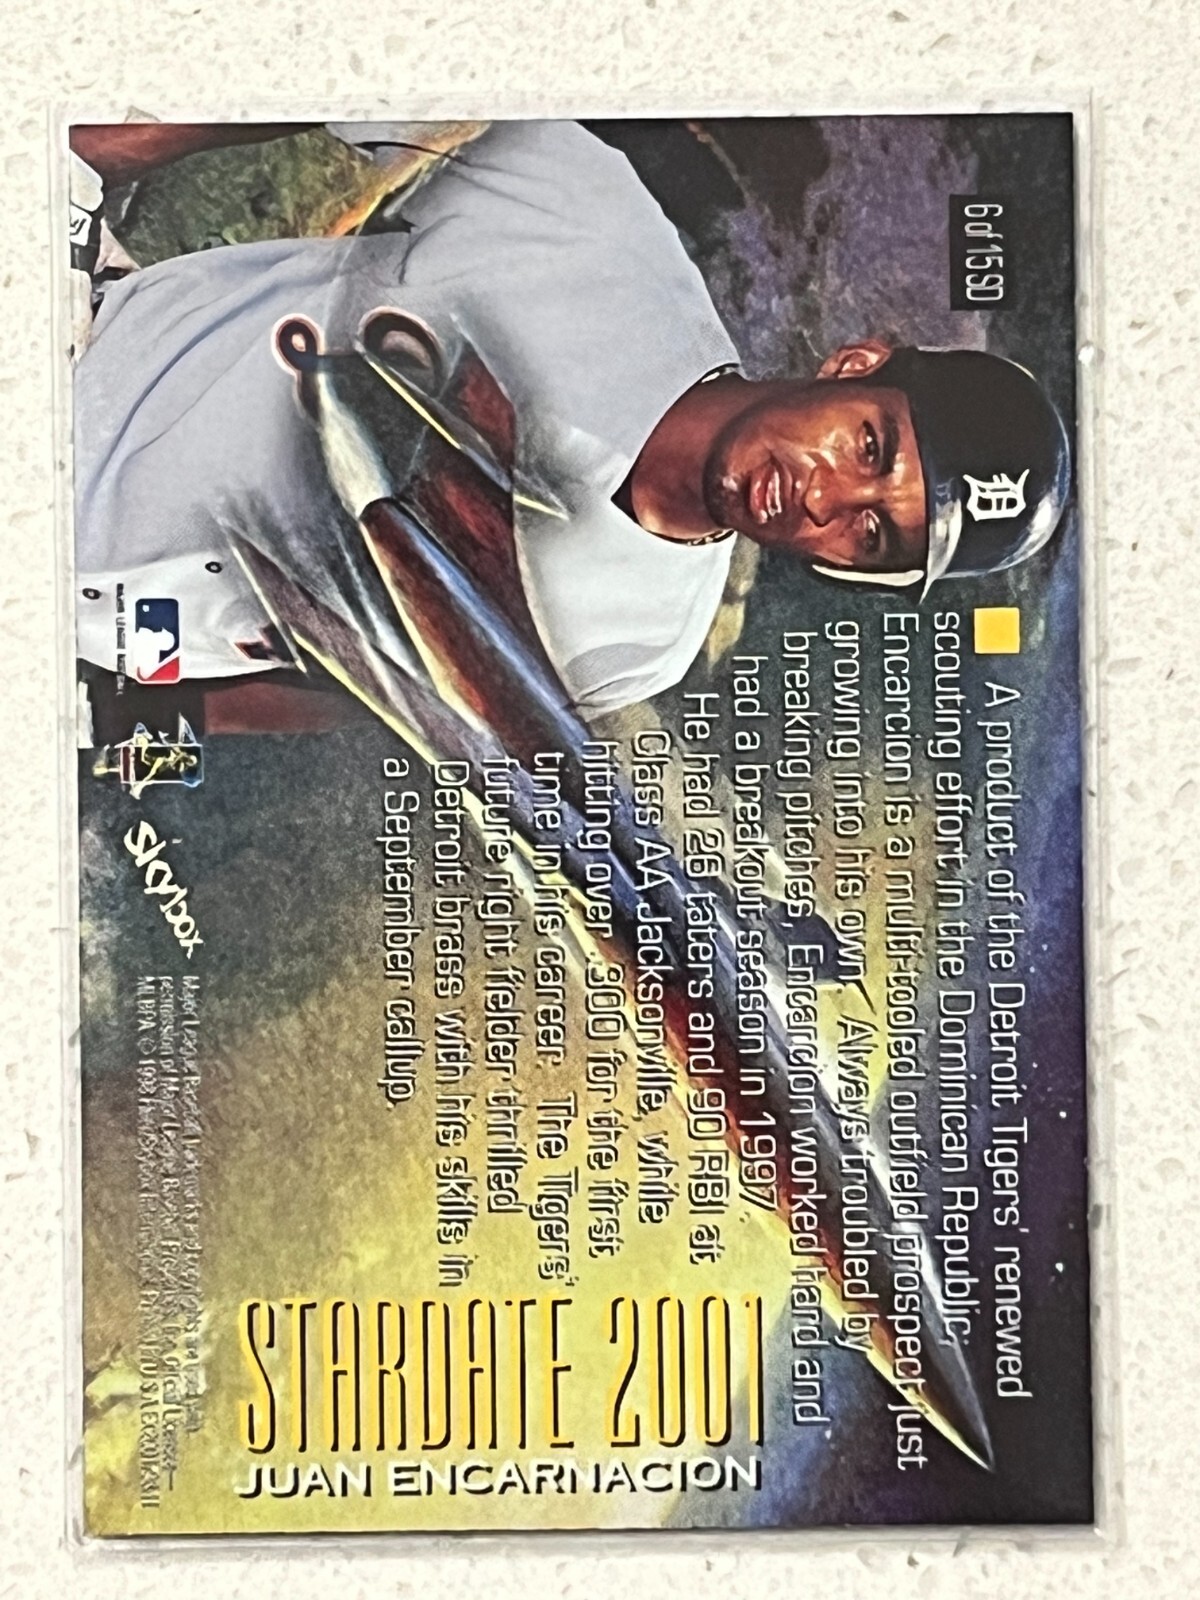 6 of 15 SD
D
A product of the Detroit Tigers' renewed
scouting effort in the Dominican Republic,
Encarcion is a multi-tooled outfield prospect just
growing into his own. Always troubled by
breaking pitches, Encarcion worked hard and
had a breakout season in 1997.
He had 26 taters and 90 RBI at
Class AA Jacksonville, while
hitting over .300 for the first
time in his career. The Tigers'
future right fielder thrilled
Detroit brass with his skills in
a September callup.
STARDATE 2001
JUAN ENCARNACION
skybox